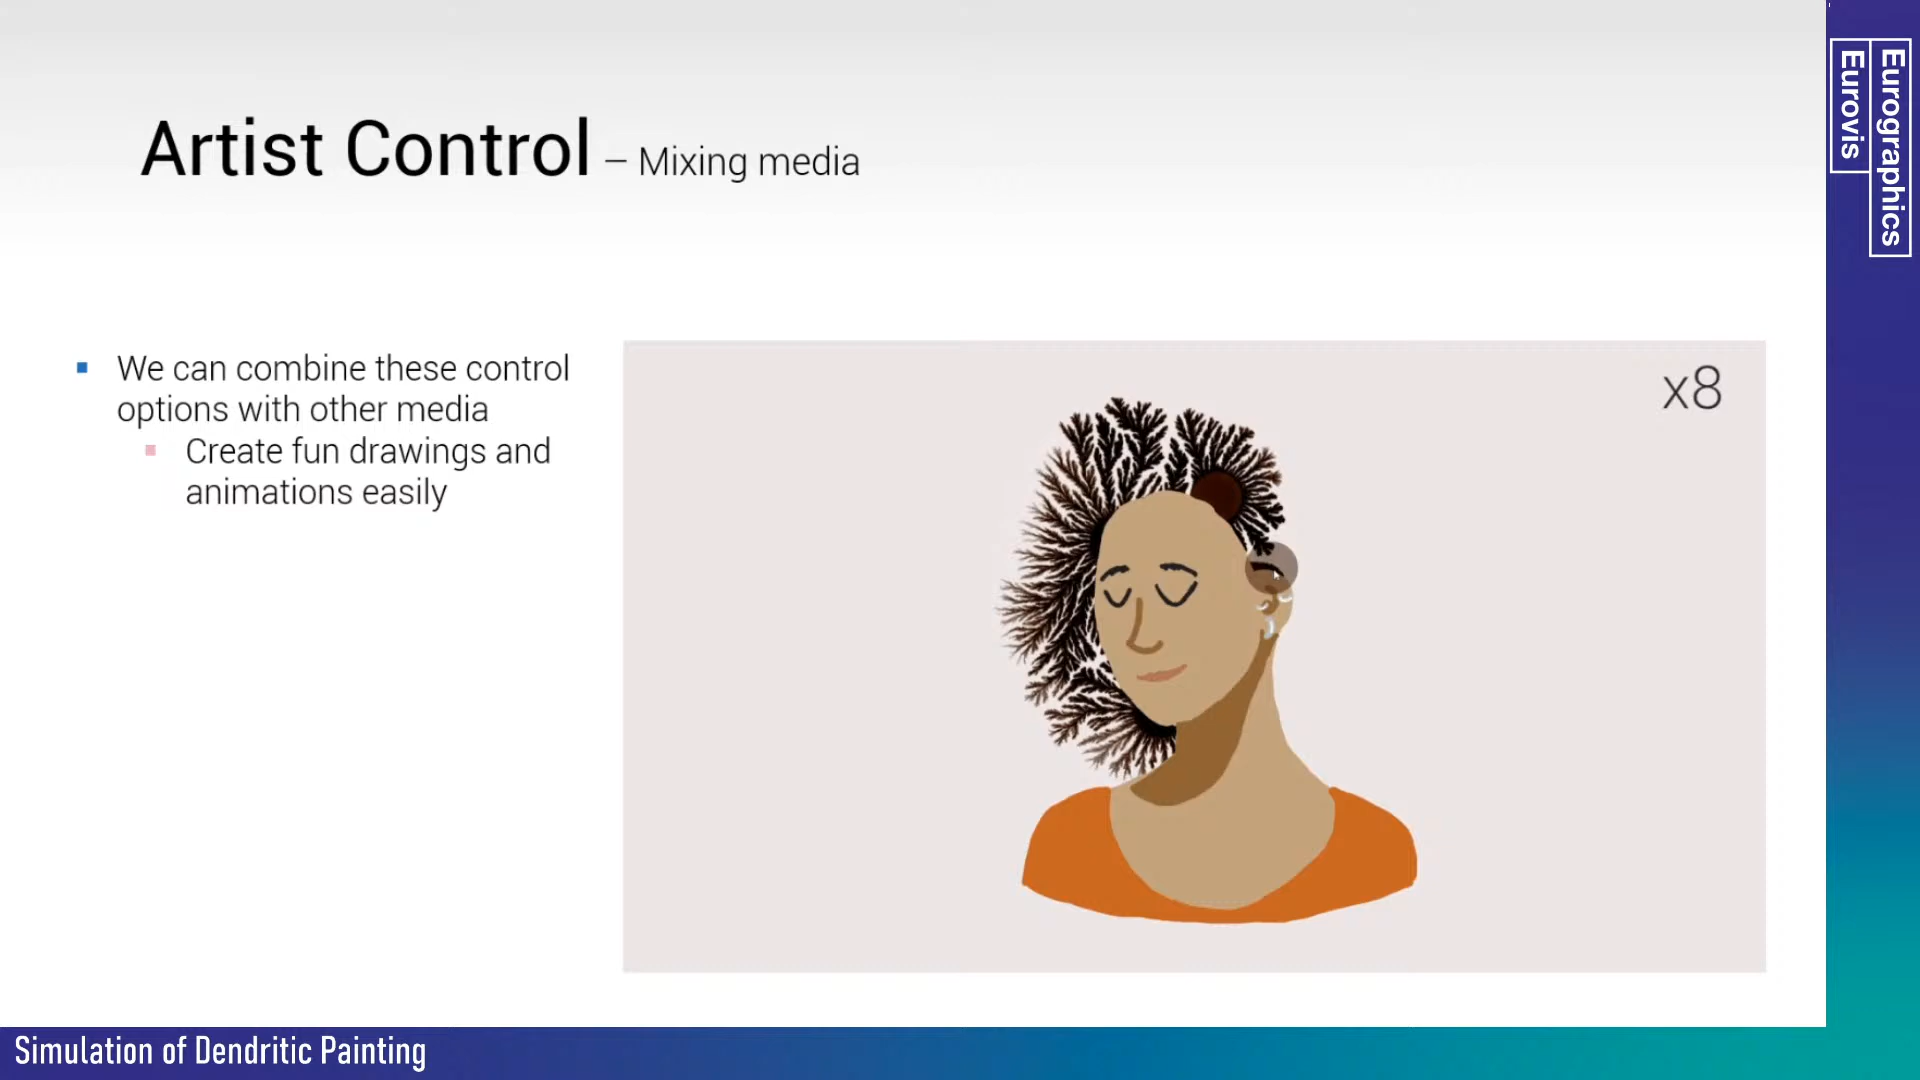 Artist Control – Mixing media
We can combine these control
options with other media
Create fun drawings and
animations easily
x8
Eurographics
Eurovis
Simulation of Dendritic Painting